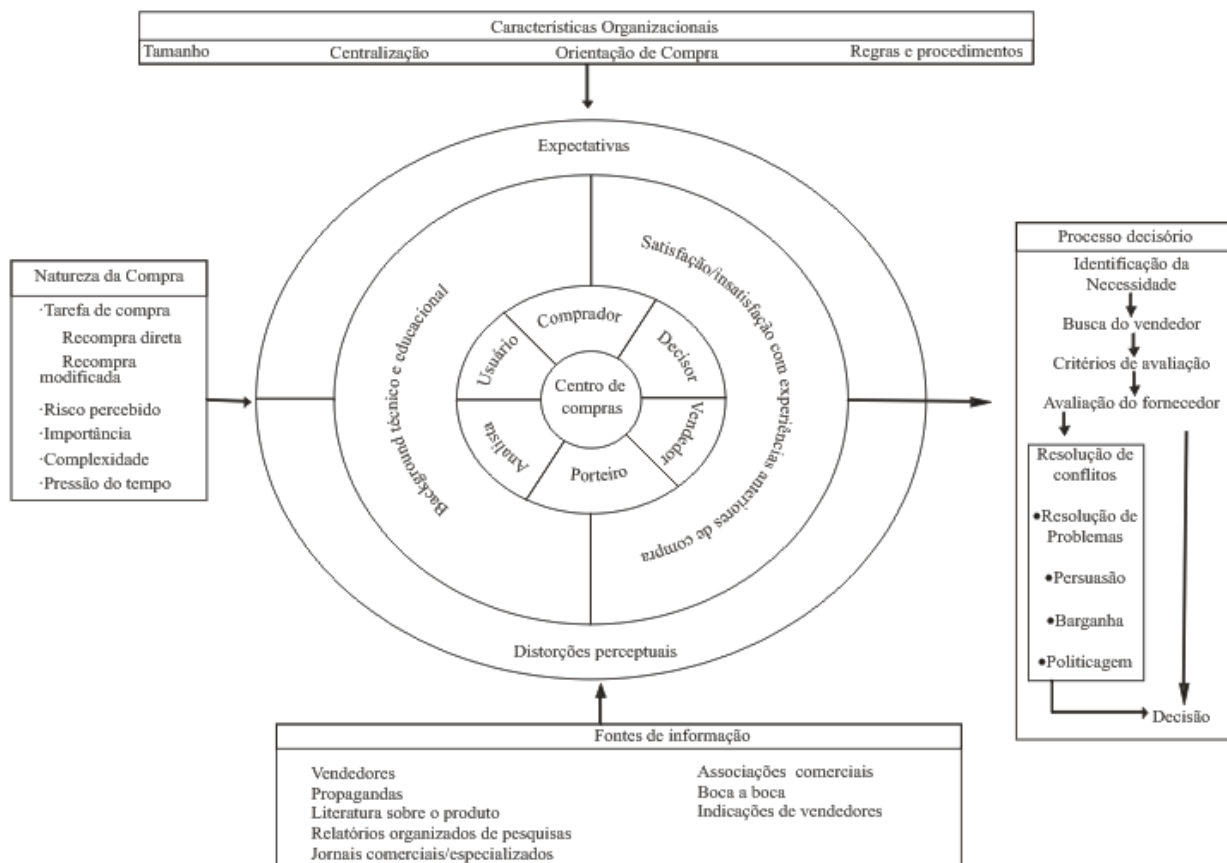 Características Organizacionais
Tamanho Centralização Orientação de Compra Regras e procedimentos
Expectativas
Natureza da Compra
·Tarefa de compra
Recompra direta
Recompra
modificada
·Risco percebido
·Importância
·Complexidade
·Pressão do tempo
Background técnico e educacional
Satisfação/insatisfação com experiências anteriores de compra
Comprador
Usuário
Decisor
Centro de
compras
Analista
Vendedor
Porteiro
Distorções perceptuais
Processo decisório
Identificação da
Necessidade
Busca do vendedor
Critérios de avaliação
Avaliação do fornecedor
Resolução de
conflitos
●Resolução de
Problemas
●Persuasão
●Barganha
●Politicagem
Decisão
Fontes de informação
Vendedores
Propagandas
Literatura sobre o produto
Relatórios organizados de pesquisas
Jornais comerciais/especializados
Associações comerciais
Boca a boca
Indicações de vendedores